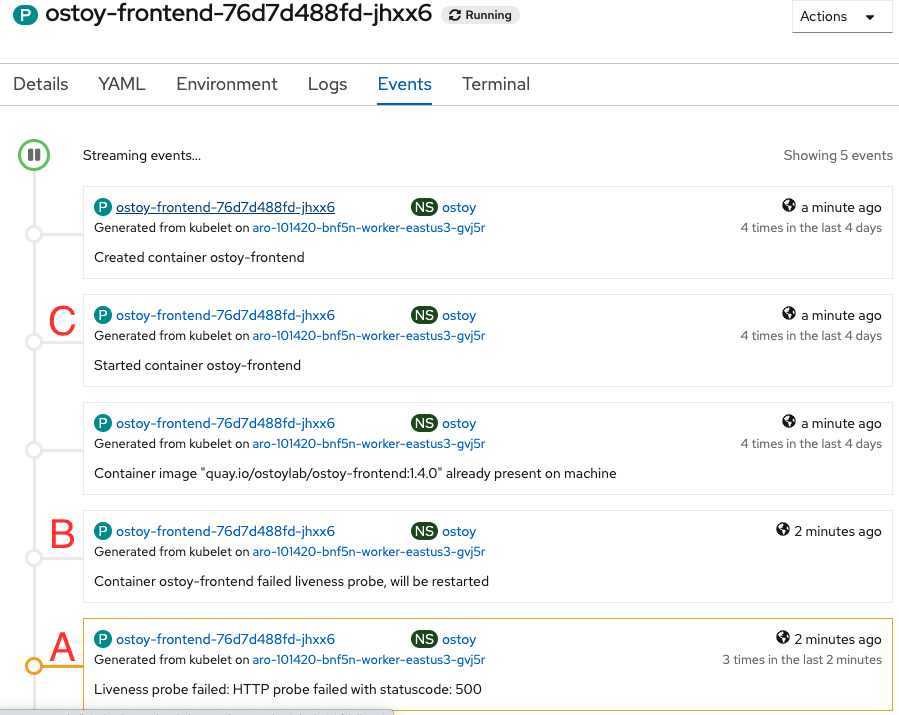 P ostoy-frontend-76d7d488fd-jhxx6 Running Actions
Details YAML Environment Logs Events Terminal
Streaming events... Showing 5 events
P ostoy-frontend-76d7d488fd-jhxx6 NS ostoy a minute ago
Generated from kubelet on aro-101420-bnf5n-worker-eastus3-gvj5r 4 times in the last 4 days
Created container ostoy-frontend
C P ostoy-frontend-76d7d488fd-jhxx6 NS ostoy a minute ago
Generated from kubelet on aro-101420-bnf5n-worker-eastus3-gvj5r 4 times in the last 4 days
Started container ostoy-frontend
P ostoy-frontend-76d7d488fd-jhxx6 NS ostoy a minute ago
Generated from kubelet on aro-101420-bnf5n-worker-eastus3-gvj5r 4 times in the last 4 days
Container image "quay.io/ostoylab/ostoy-frontend:1.4.0" already present on machine
B P ostoy-frontend-76d7d488fd-jhxx6 NS ostoy 2 minutes ago
Generated from kubelet on aro-101420-bnf5n-worker-eastus3-gvj5r
Container ostoy-frontend failed liveness probe, will be restarted
A P ostoy-frontend-76d7d488fd-jhxx6 NS ostoy 2 minutes ago
Generated from kubelet on aro-101420-bnf5n-worker-eastus3-gvj5r 3 times in the last 2 minutes
Liveness probe failed: HTTP probe failed with statuscode: 500